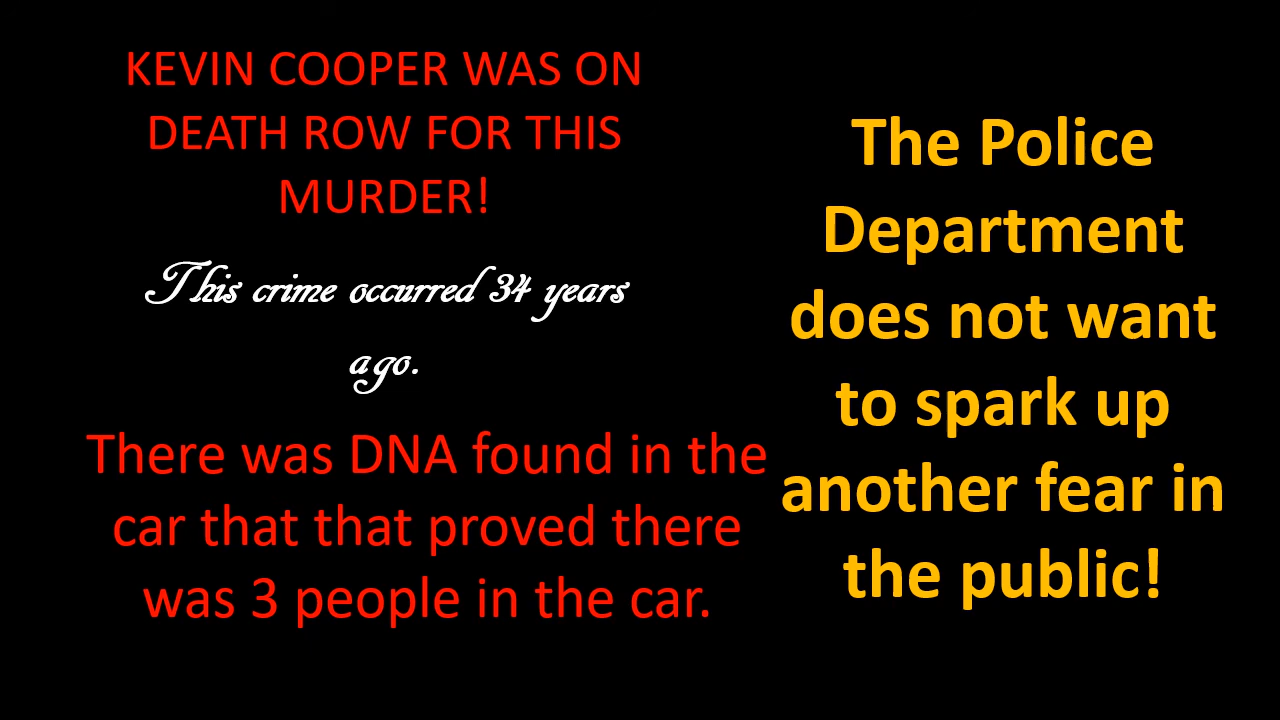 KEVIN COOPER WAS ON
DEATH ROW FOR THIS
MURDER!
This crime occurred 34 years
ago.
There was DNA found in the
car that that proved there
was 3 people in the car.
The Police
Department
does not want
to spark up
another fear in
the public!